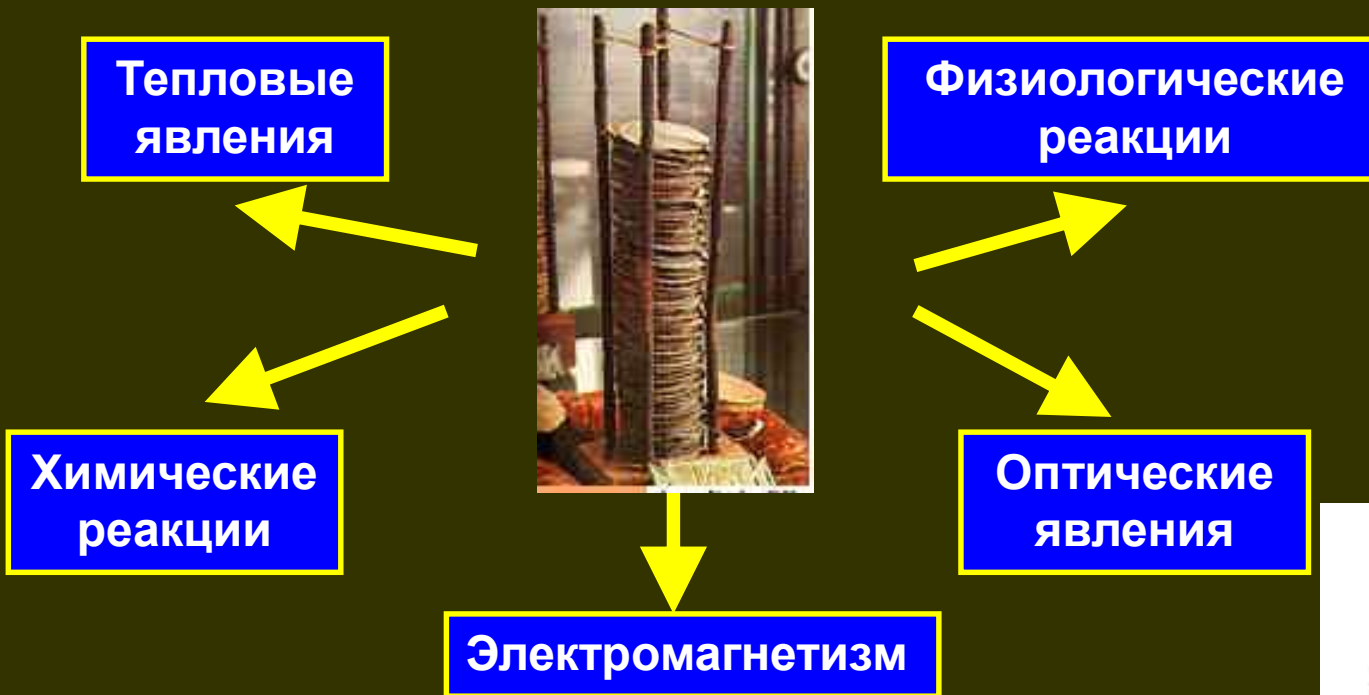 Тепловые
явления
Физиологические
реакции
Химические
реакции
Оптические
явления
Электромагнетизм